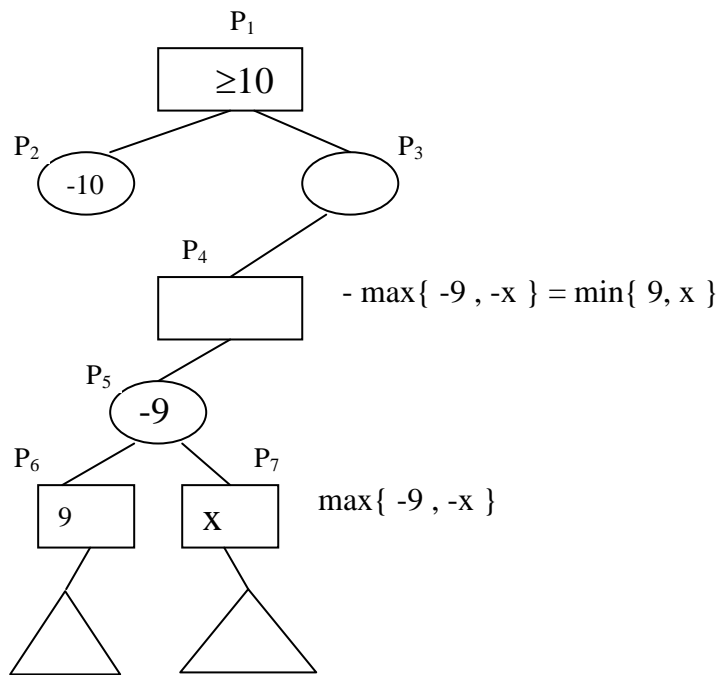 P₁
≥10
P₂
P₃
-10
P₄
- max{ -9 , -x } = min{ 9, x }
P₅
-9
P₆
P₇
9
x
max{ -9 , -x }